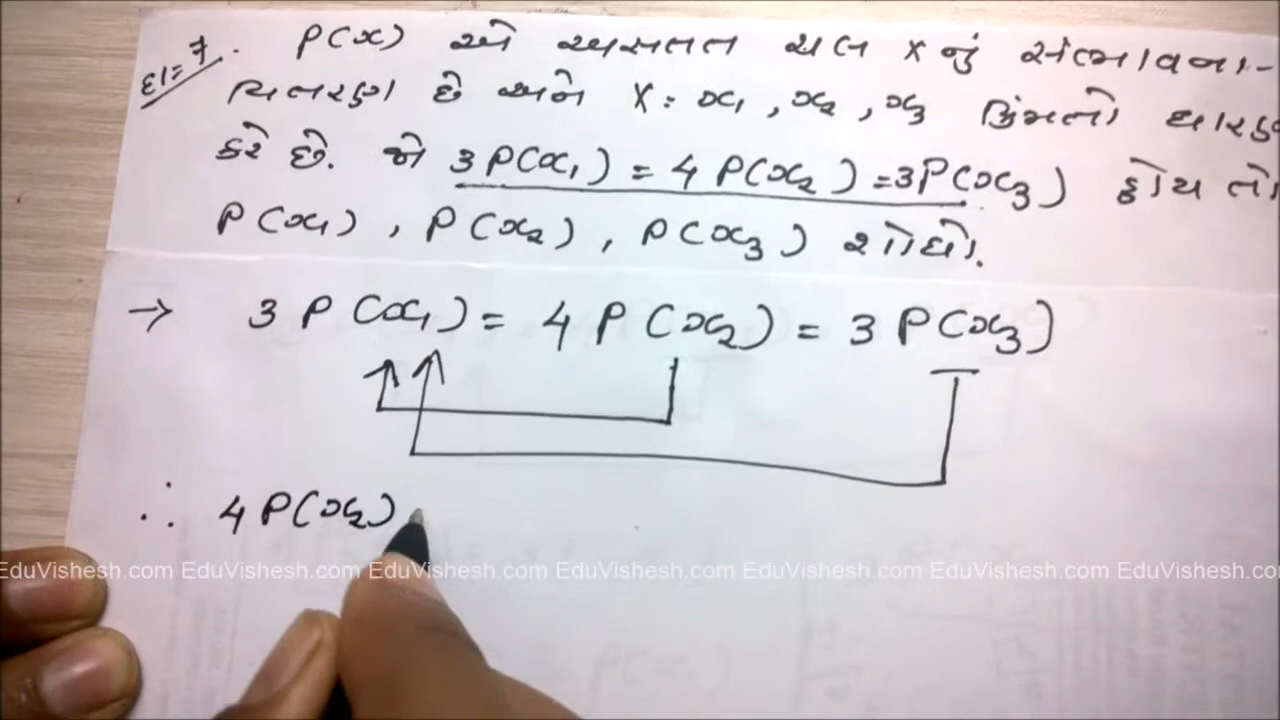 દા=7. P(x) એ અસતત ચલ X નું સંભાવના-
વિતરણ છે અને X = x1, x2, x3 કિંમતો ધારણ
કરે છે. જો 3P(x1) = 4P(x2) = 3P(x3) હોય તો
P(x1), P(x2), P(x3) શોધો.
→ 3P(x1) = 4P(x2) = 3P(x3)
∴ 4P(x2)
EduVishesh.com EduVishesh.com EduVishesh.com EduVishesh.com EduVishesh.com EduVishesh.com EduVishesh.com